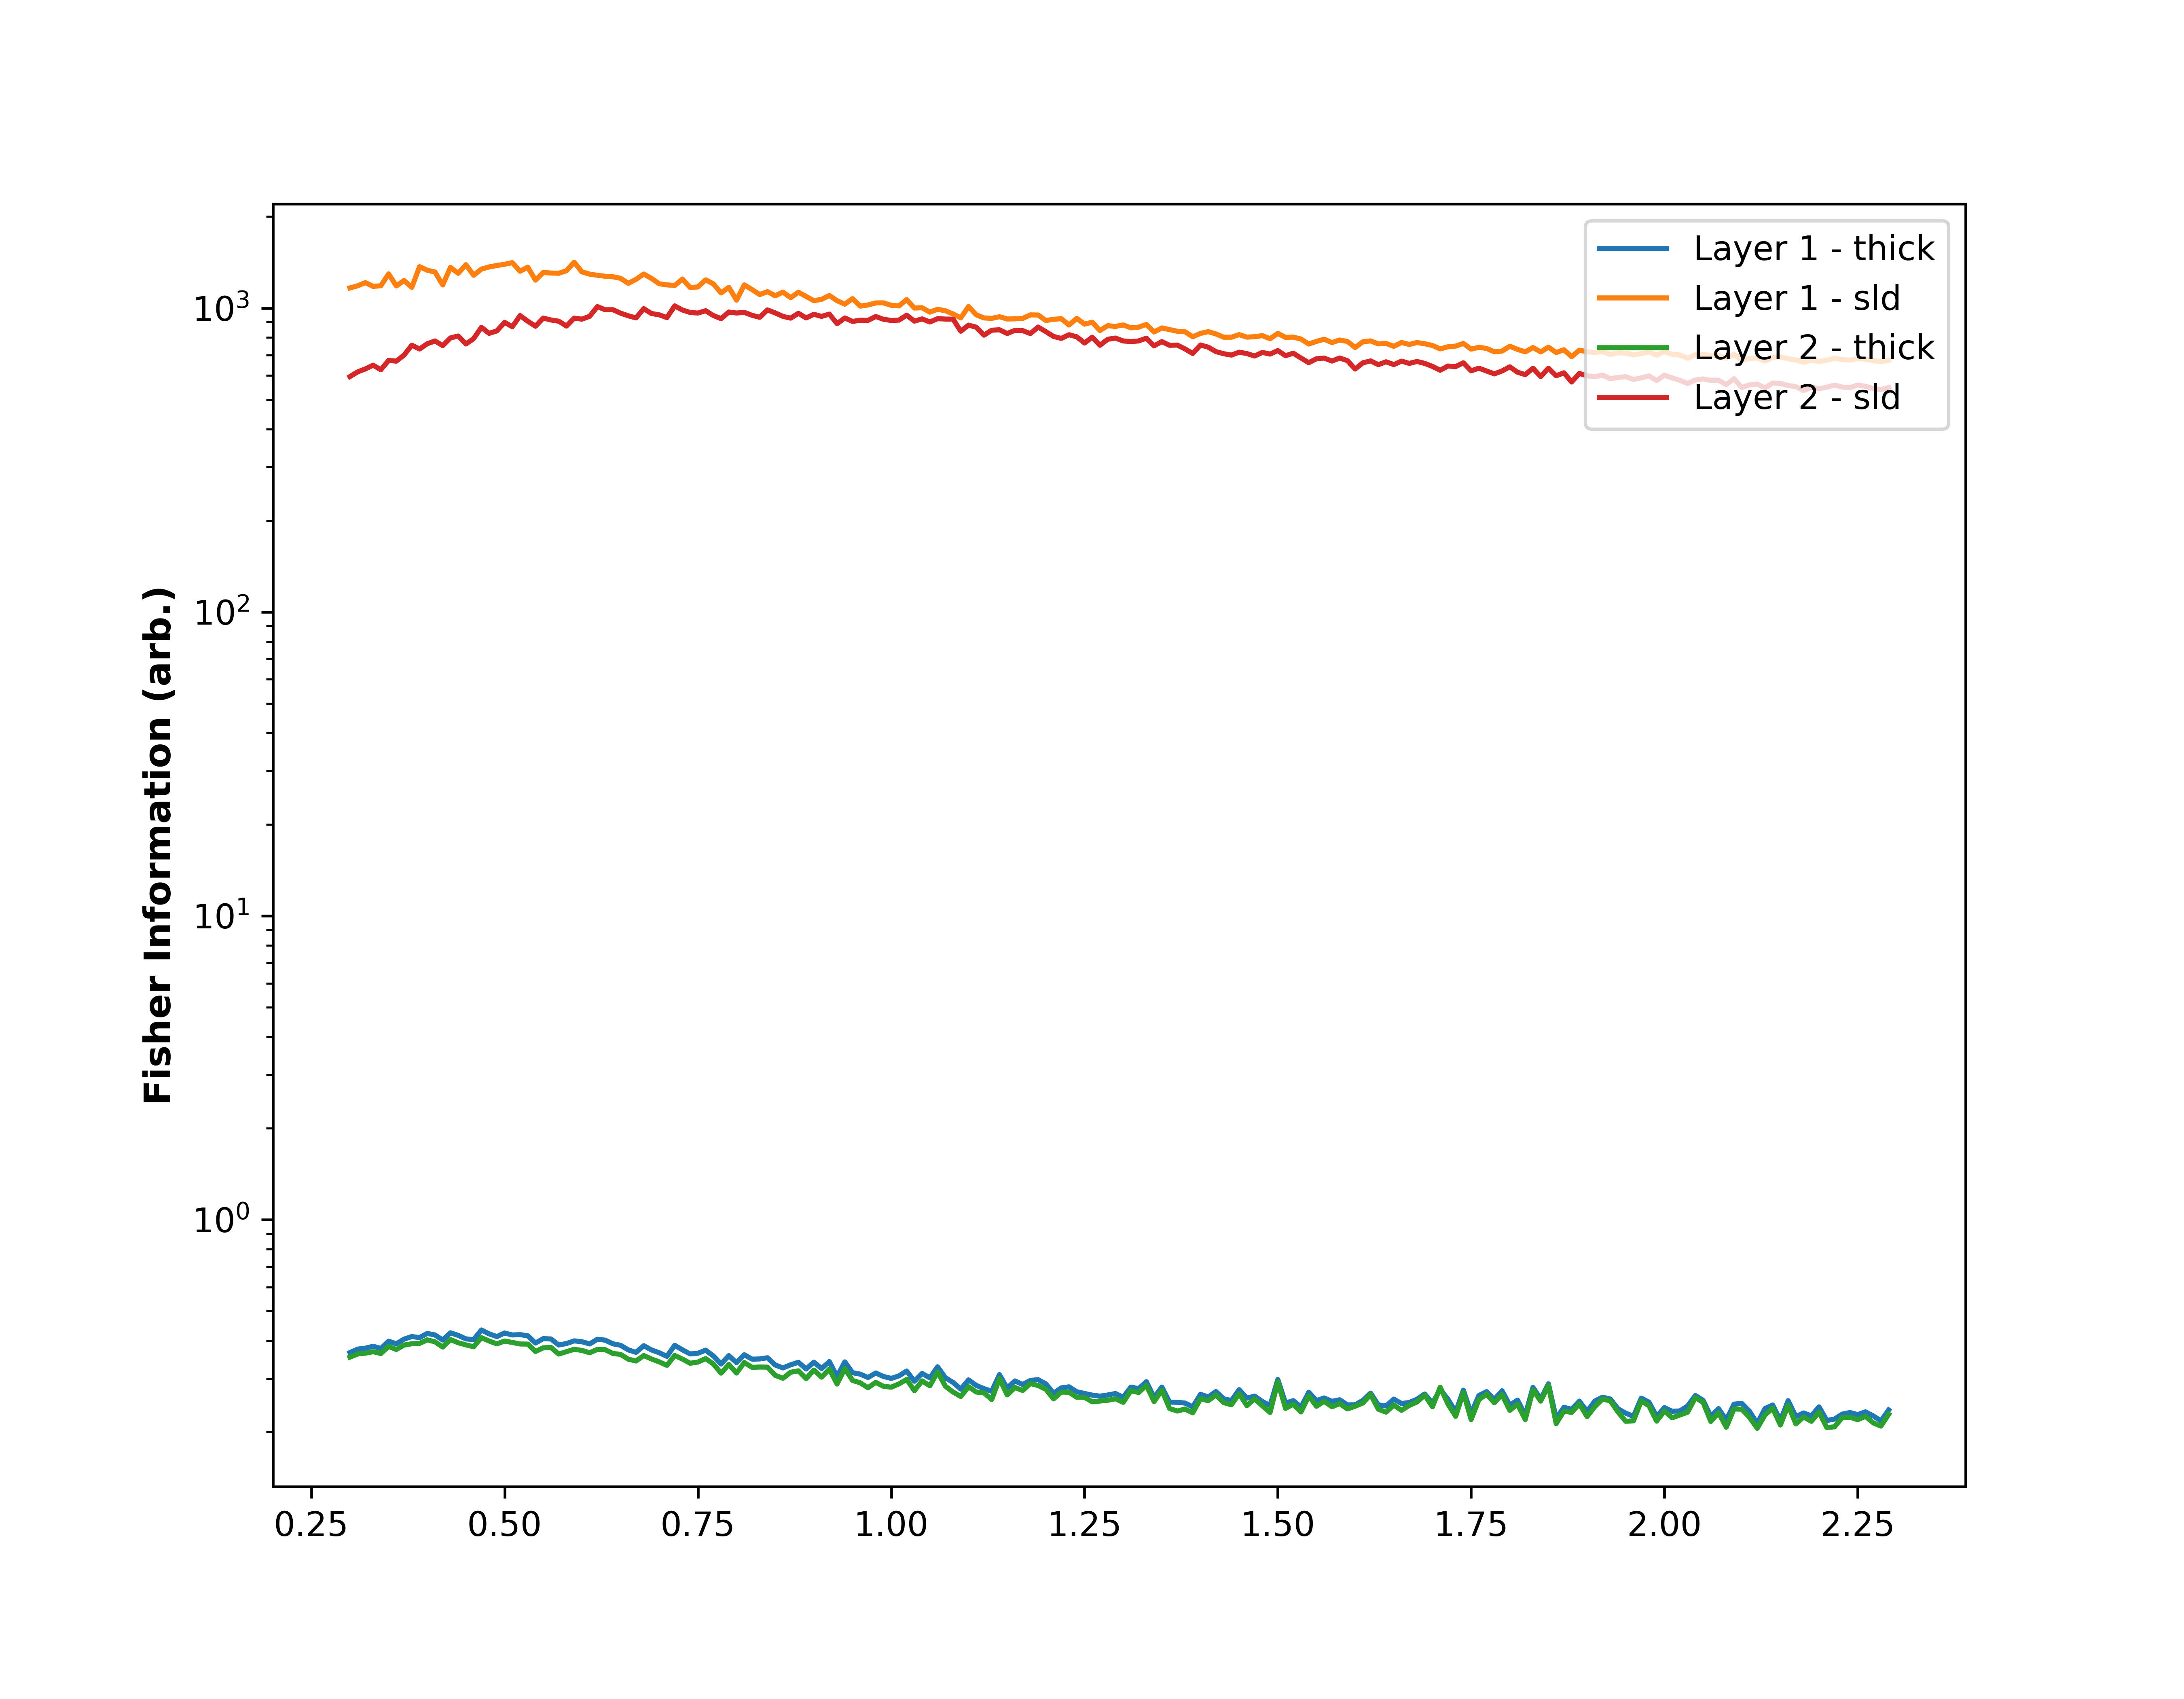 Layer 1 - thick
Layer 1 - sld
Layer 2 - thick
Layer 2 - sld
Fisher Information (arb.)
10³
10²
10¹
10⁰
0.25 0.50 0.75 1.00 1.25 1.50 1.75 2.00 2.25